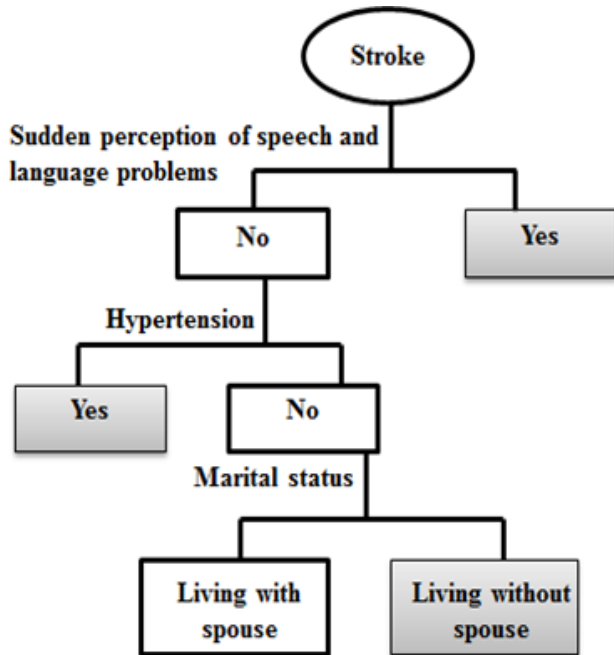 Stroke
Sudden perception of speech and
language problems
No
Yes
Hypertension
Yes
No
Marital status
Living with
spouse
Living without
spouse